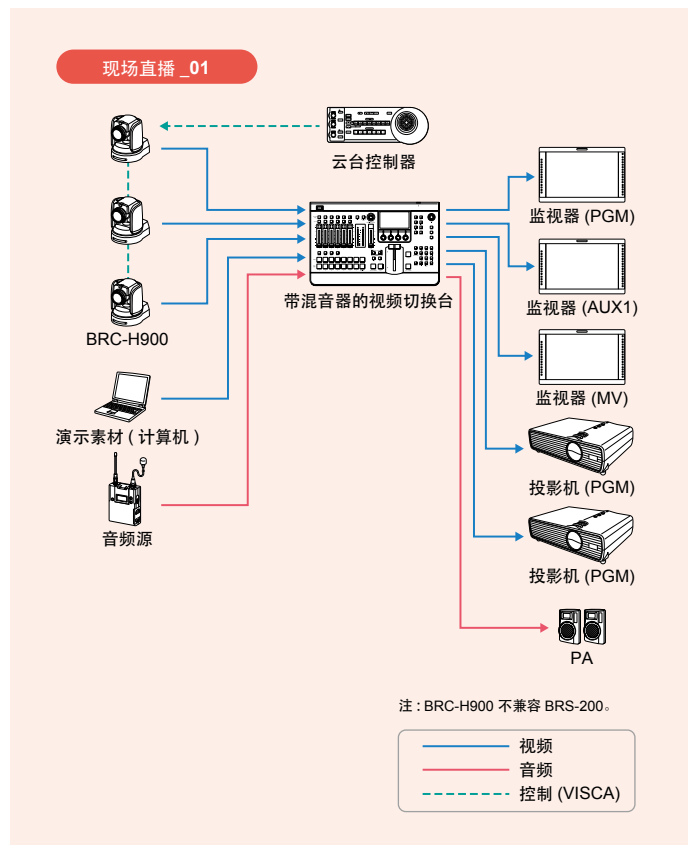 现场直播 _01
云台控制器
监视器 (PGM)
带混音器的视频切换台
监视器 (AUX1)
BRC-H900
监视器 (MV)
演示素材 ( 计算机 )
投影机 (PGM)
音频源
投影机 (PGM)
PA
注 : BRC-H900 不兼容 BRS-200。
视频
音频
控制 (VISCA)